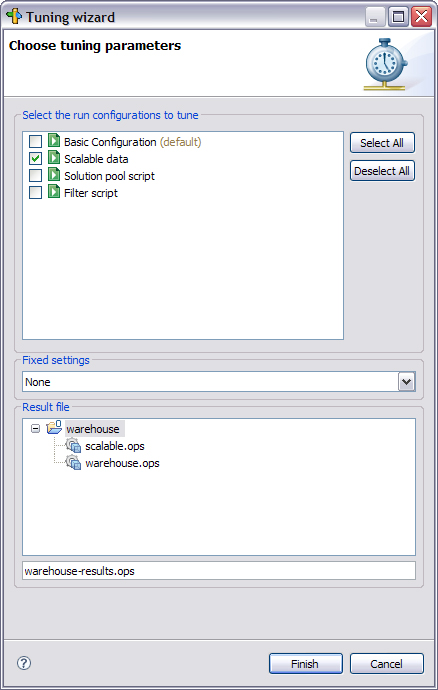 Tuning wizard
Choose tuning parameters
Select the run configurations to tune
Basic Configuration (default)
Scalable data
Solution pool script
Filter script
Select All
Deselect All
Fixed settings
None
Result file
warehouse
scalable.ops
warehouse.ops
warehouse-results.ops
?
Finish
Cancel